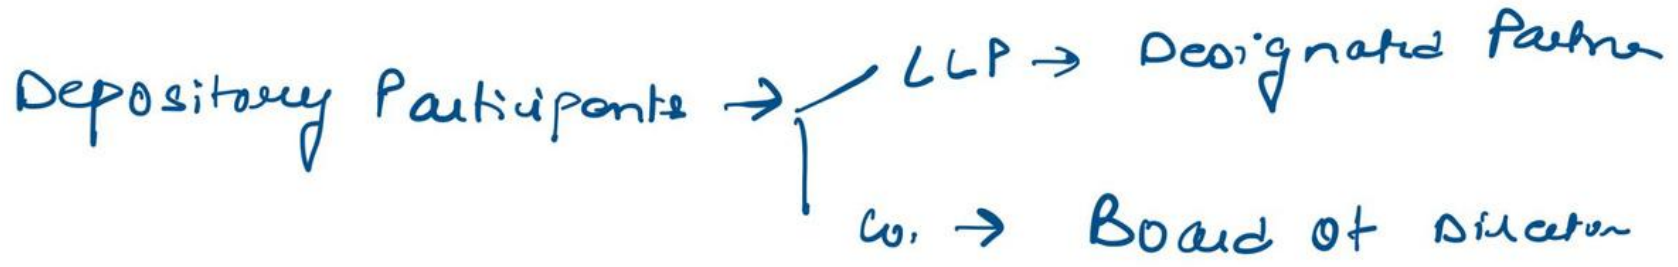 Depository Participants → LLP → Designated Partner
Co. → Board of Director